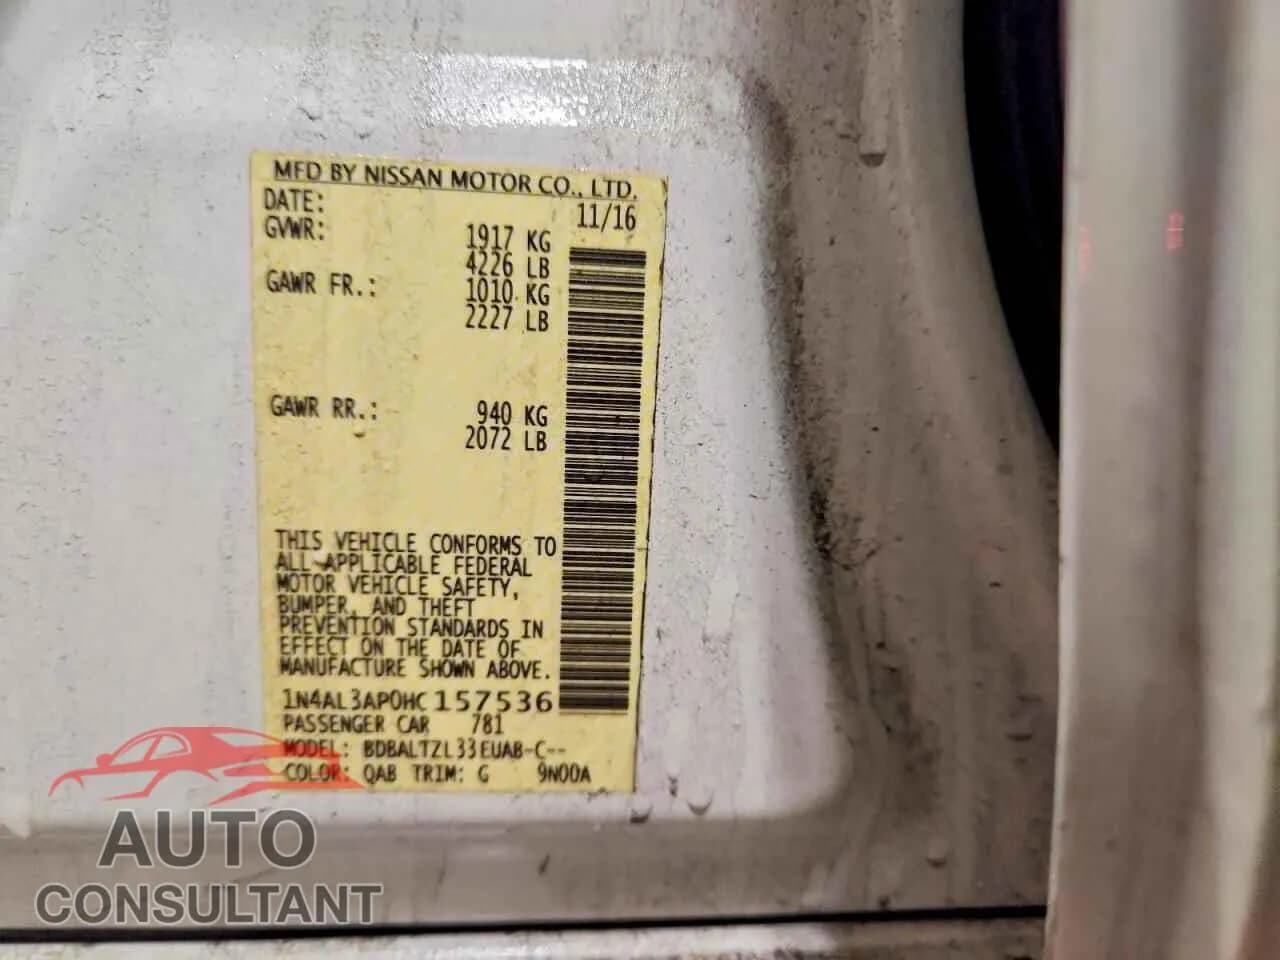 MFD BY NISSAN MOTOR CO., LTD.
DATE: 11/16
GVWR: 1917 KG
4226 LB
GAWR FR.: 1010 KG
2227 LB
GAWR RR.: 940 KG
2072 LB
THIS VEHICLE CONFORMS TO
ALL APPLICABLE FEDERAL
MOTOR VEHICLE SAFETY,
BUMPER, AND THEFT
PREVENTION STANDARDS IN
EFFECT ON THE DATE OF
MANUFACTURE SHOWN ABOVE.
1N4AL3AP0HC157536
PASSENGER CAR 781
MODEL: BDBALTZL33EUAB-C--
COLOR: QAB TRIM: G 9N00A
AUTO
CONSULTANT